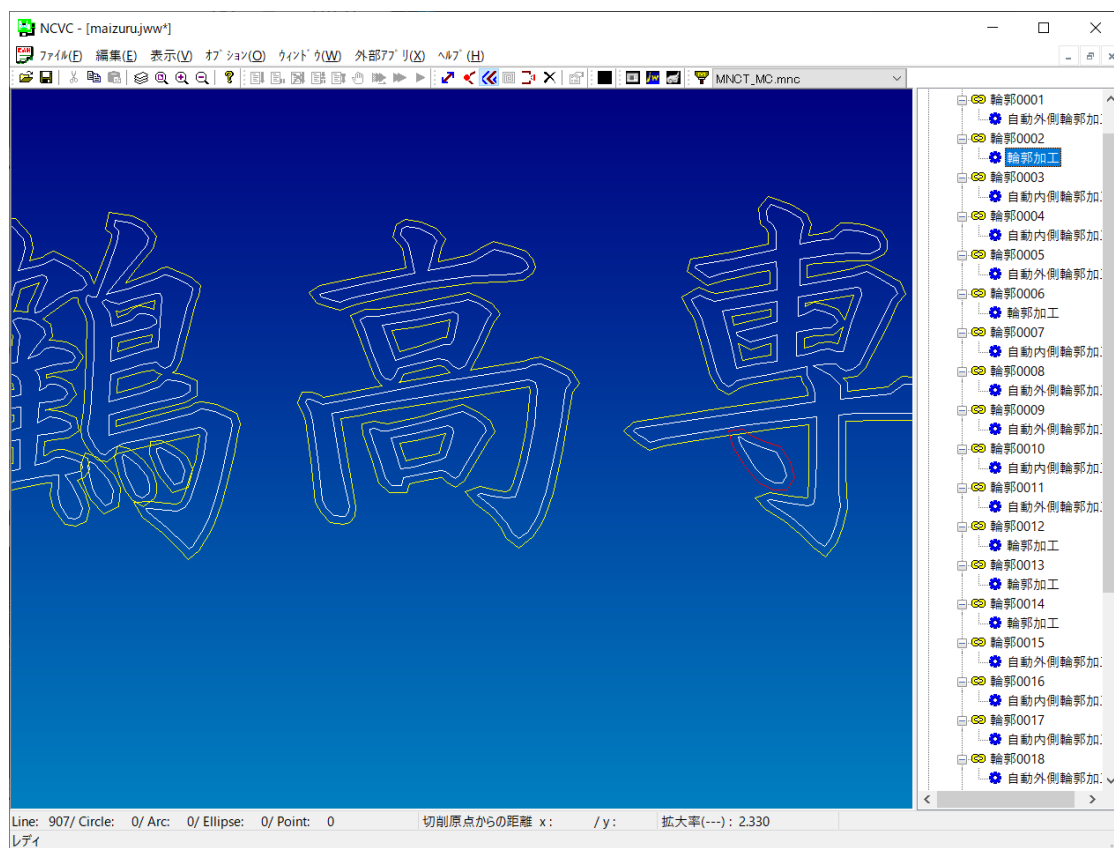 NCVC - [maizuru.jww*]
ファイル(F) 編集(E) 表示(V) オプション(O) ウィンドウ(W) 外部アプリ(X) ヘルプ(H)
MNCT_MC.mnc
鶴高専
輪郭0001
自動外側輪郭加工
輪郭0002
輪郭加工
輪郭0003
自動内側輪郭加工
輪郭0004
自動内側輪郭加工
輪郭0005
自動外側輪郭加工
輪郭0006
輪郭加工
輪郭0007
自動内側輪郭加工
輪郭0008
自動外側輪郭加工
輪郭0009
自動外側輪郭加工
輪郭0010
自動内側輪郭加工
輪郭0011
自動外側輪郭加工
輪郭0012
輪郭加工
輪郭0013
輪郭加工
輪郭0014
輪郭加工
輪郭0015
自動外側輪郭加工
輪郭0016
自動内側輪郭加工
輪郭0017
自動内側輪郭加工
輪郭0018
自動外側輪郭加工
Line: 907/ Circle: 0/ Arc: 0/ Ellipse: 0/ Point: 0 切削原点からの距離 x : / y : 拡大率(---) : 2.330
レディ